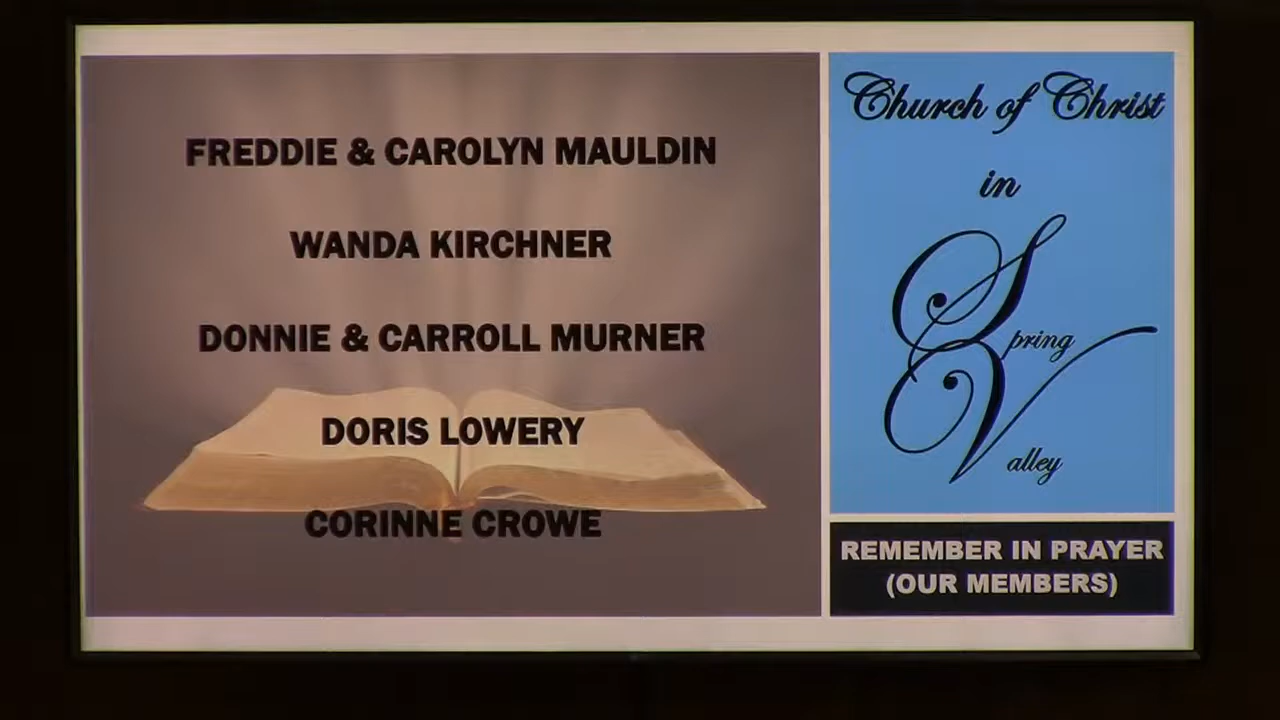 FREDDIE & CAROLYN MAULDIN
WANDA KIRCHNER
DONNIE & CARROLL MURNER
DORIS LOWERY
CORINNE CROWE
Church of Christ
in
Spring
Valley
REMEMBER IN PRAYER
(OUR MEMBERS)